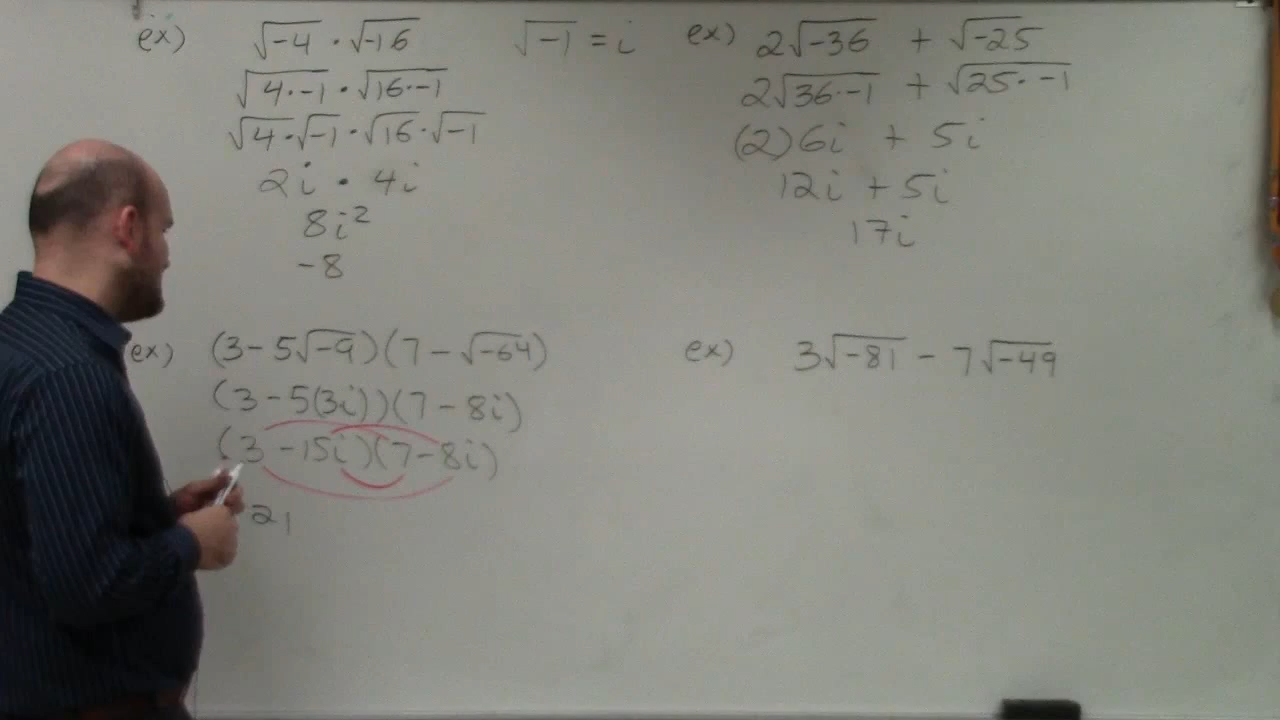 ex) √-4 · √-16
√4·-1 · √16·-1
√4·√-1 · √16·√-1
2i · 4i
8i²
-8
√-1 = i
ex) 2√-36 + √-25
2√36·-1 + √25·-1
(2)6i + 5i
12i + 5i
17i
ex) (3-5√-9)(7-√-64)
(3-5(3i))(7-8i)
(3-15i)(7-8i)
21
ex) 3√-81 - 7√-49